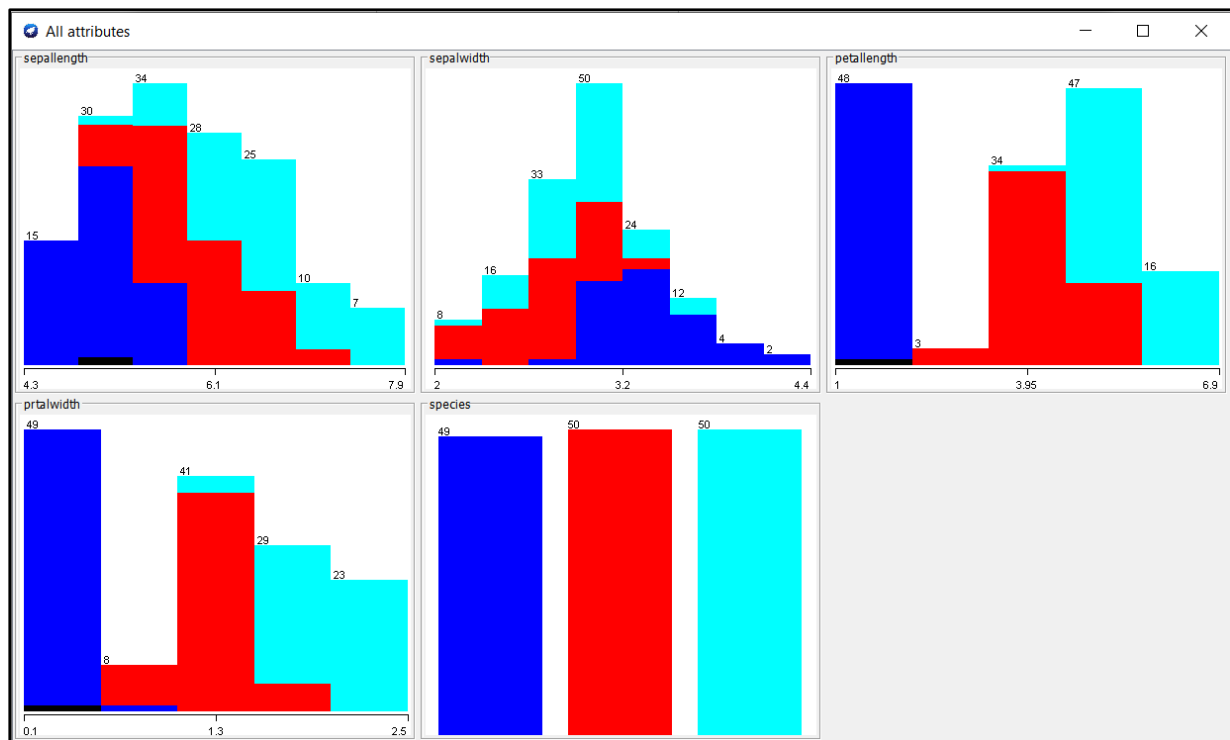 All attributes
sepallength
34
30
28
25
15
10
7
4.3 6.1 7.9
sepalwidth
50
33
24
16
12
8
4
2
2 3.2 4.4
petallength
48
47
34
16
3
1 3.95 6.9
prtalwidth
49
41
29
23
8
0.1 1.3 2.5
species
49 50 50